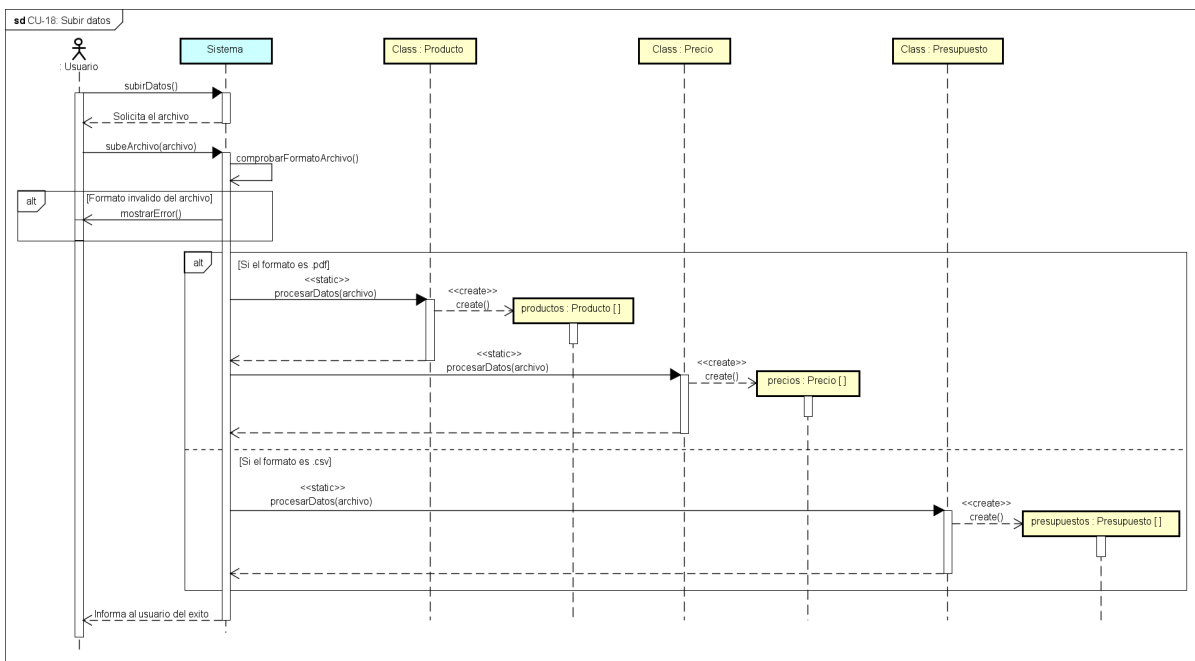 sd CU-18: Subir datos
: Usuario
Sistema
Class : Producto
Class : Precio
Class : Presupuesto
subirDatos()
Solicita el archivo
subeArchivo(archivo)
comprobarFormatoArchivo()
alt
[Formato invalido del archivo]
mostrarError()
alt
[Si el formato es .pdf]
<<static>>
procesarDatos(archivo)
<<create>>
create()
productos : Producto [ ]
<<static>>
procesarDatos(archivo)
<<create>>
create()
precios : Precio [ ]
[Si el formato es .csv]
<<static>>
procesarDatos(archivo)
<<create>>
create()
presupuestos : Presupuesto [ ]
Informa al usuario del exito